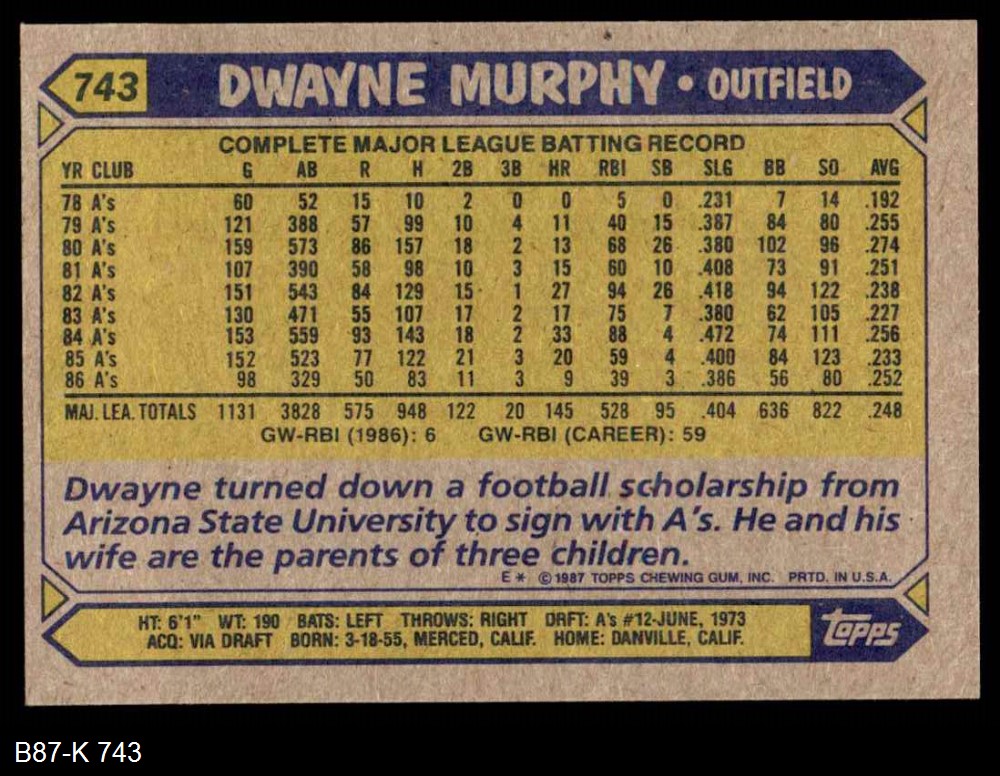 743 DWAYNE MURPHY • OUTFIELD
COMPLETE MAJOR LEAGUE BATTING RECORD
YR CLUB G AB R H 2B 3B HR RBI SB SLG BB SO AVG
78 A's 60 52 15 10 2 0 0 5 0 .231 7 14 .192
79 A's 121 388 57 99 10 4 11 40 15 .387 84 80 .255
80 A's 159 573 86 157 18 2 13 68 26 .380 102 96 .274
81 A's 107 390 58 98 10 3 15 60 10 .408 73 91 .251
82 A's 151 543 84 129 15 1 27 94 26 .418 94 122 .238
83 A's 130 471 55 107 17 2 17 75 7 .380 62 105 .227
84 A's 153 559 93 143 18 2 33 88 4 .472 74 111 .256
85 A's 152 523 77 122 21 3 20 59 4 .400 84 123 .233
86 A's 98 329 50 83 11 3 9 39 3 .386 56 80 .252
MAJ. LEA. TOTALS 1131 3828 575 948 122 20 145 528 95 .404 636 822 .248
GW-RBI (1986): 6 GW-RBI (CAREER): 59
Dwayne turned down a football scholarship from
Arizona State University to sign with A's. He and his
wife are the parents of three children.
E * © 1987 TOPPS CHEWING GUM, INC. PRTD. IN U.S.A.
HT: 6'1" WT: 190 BATS: LEFT THROWS: RIGHT DRFT: A's #12-JUNE, 1973
ACQ: VIA DRAFT BORN: 3-18-55, MERCED, CALIF. HOME: DANVILLE, CALIF.
topps
B87-K 743